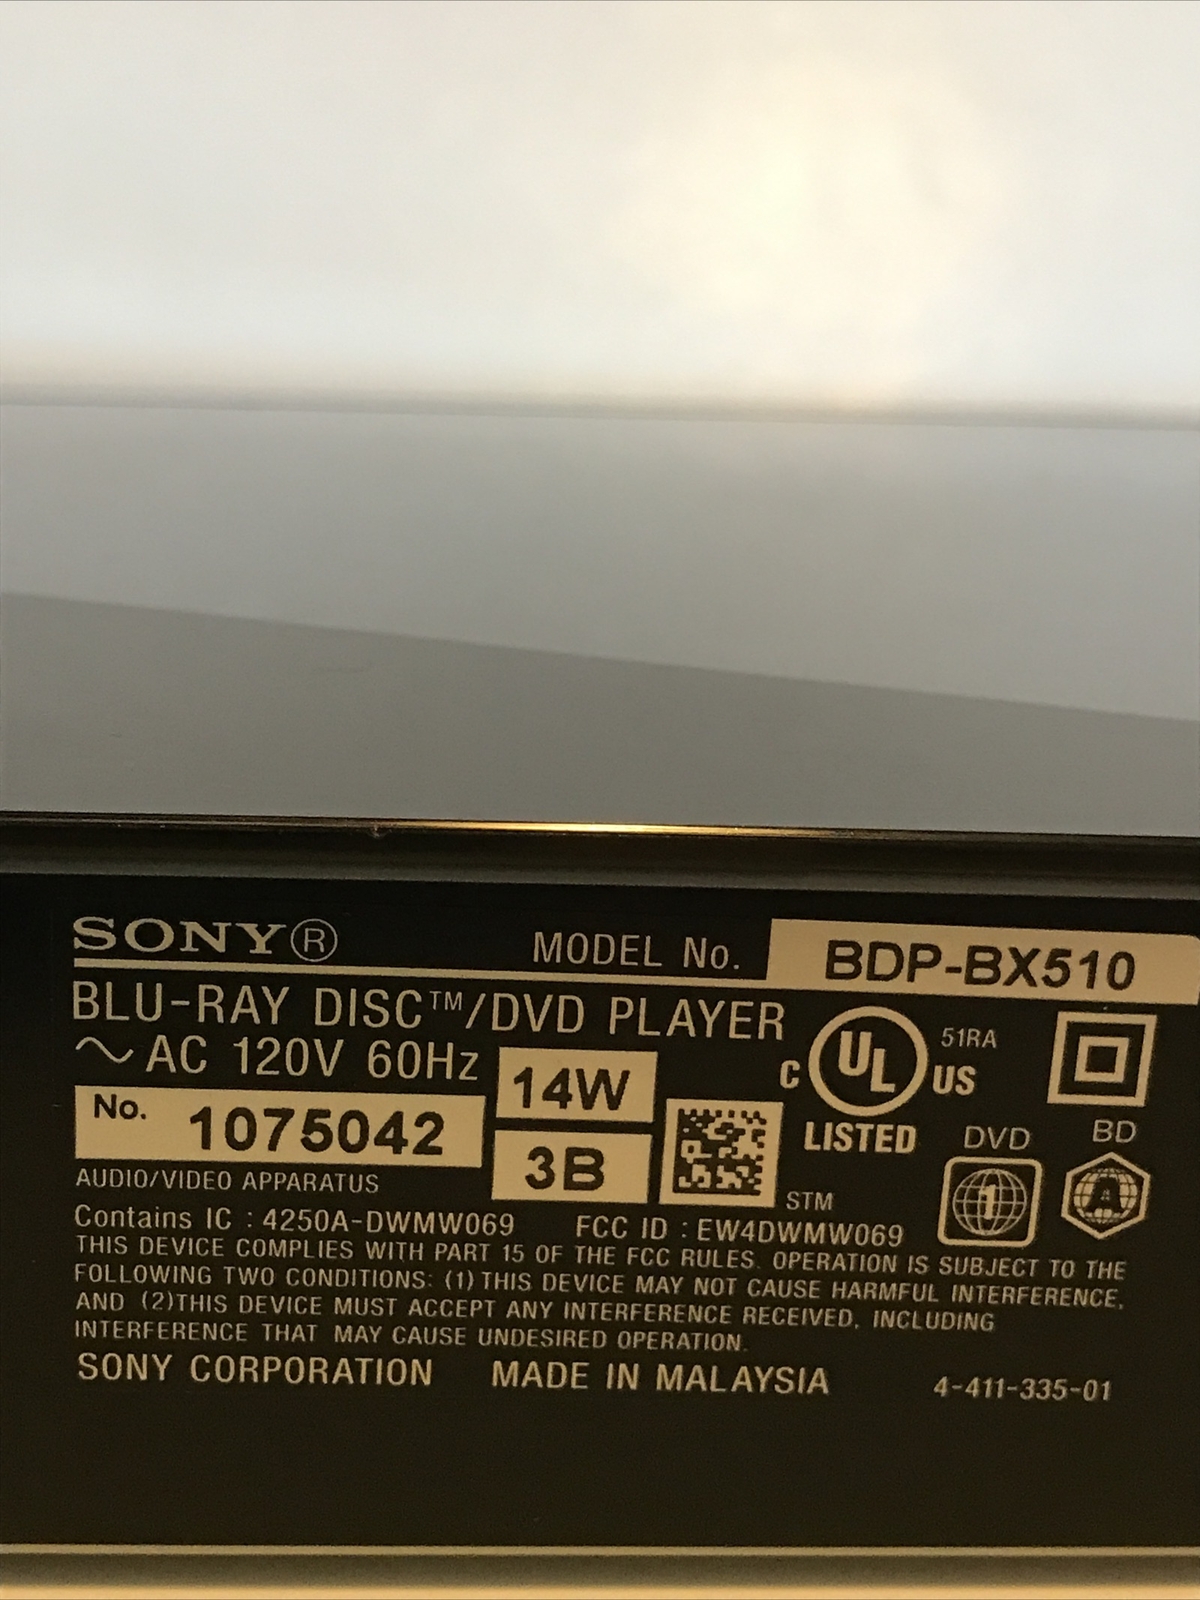 SONY® MODEL No. BDP-BX510
BLU-RAY DISC™/DVD PLAYER
~ AC 120V 60Hz 14W
C UL US 51RA
LISTED
No. 1075042
3B
DVD BD
1 A
AUDIO/VIDEO APPARATUS
STM
Contains IC : 4250A-DWMW069 FCC ID : EW4DWMW069
THIS DEVICE COMPLIES WITH PART 15 OF THE FCC RULES. OPERATION IS SUBJECT TO THE
FOLLOWING TWO CONDITIONS: (1) THIS DEVICE MAY NOT CAUSE HARMFUL INTERFERENCE,
AND (2)THIS DEVICE MUST ACCEPT ANY INTERFERENCE RECEIVED, INCLUDING
INTERFERENCE THAT MAY CAUSE UNDESIRED OPERATION.
SONY CORPORATION MADE IN MALAYSIA 4-411-335-01